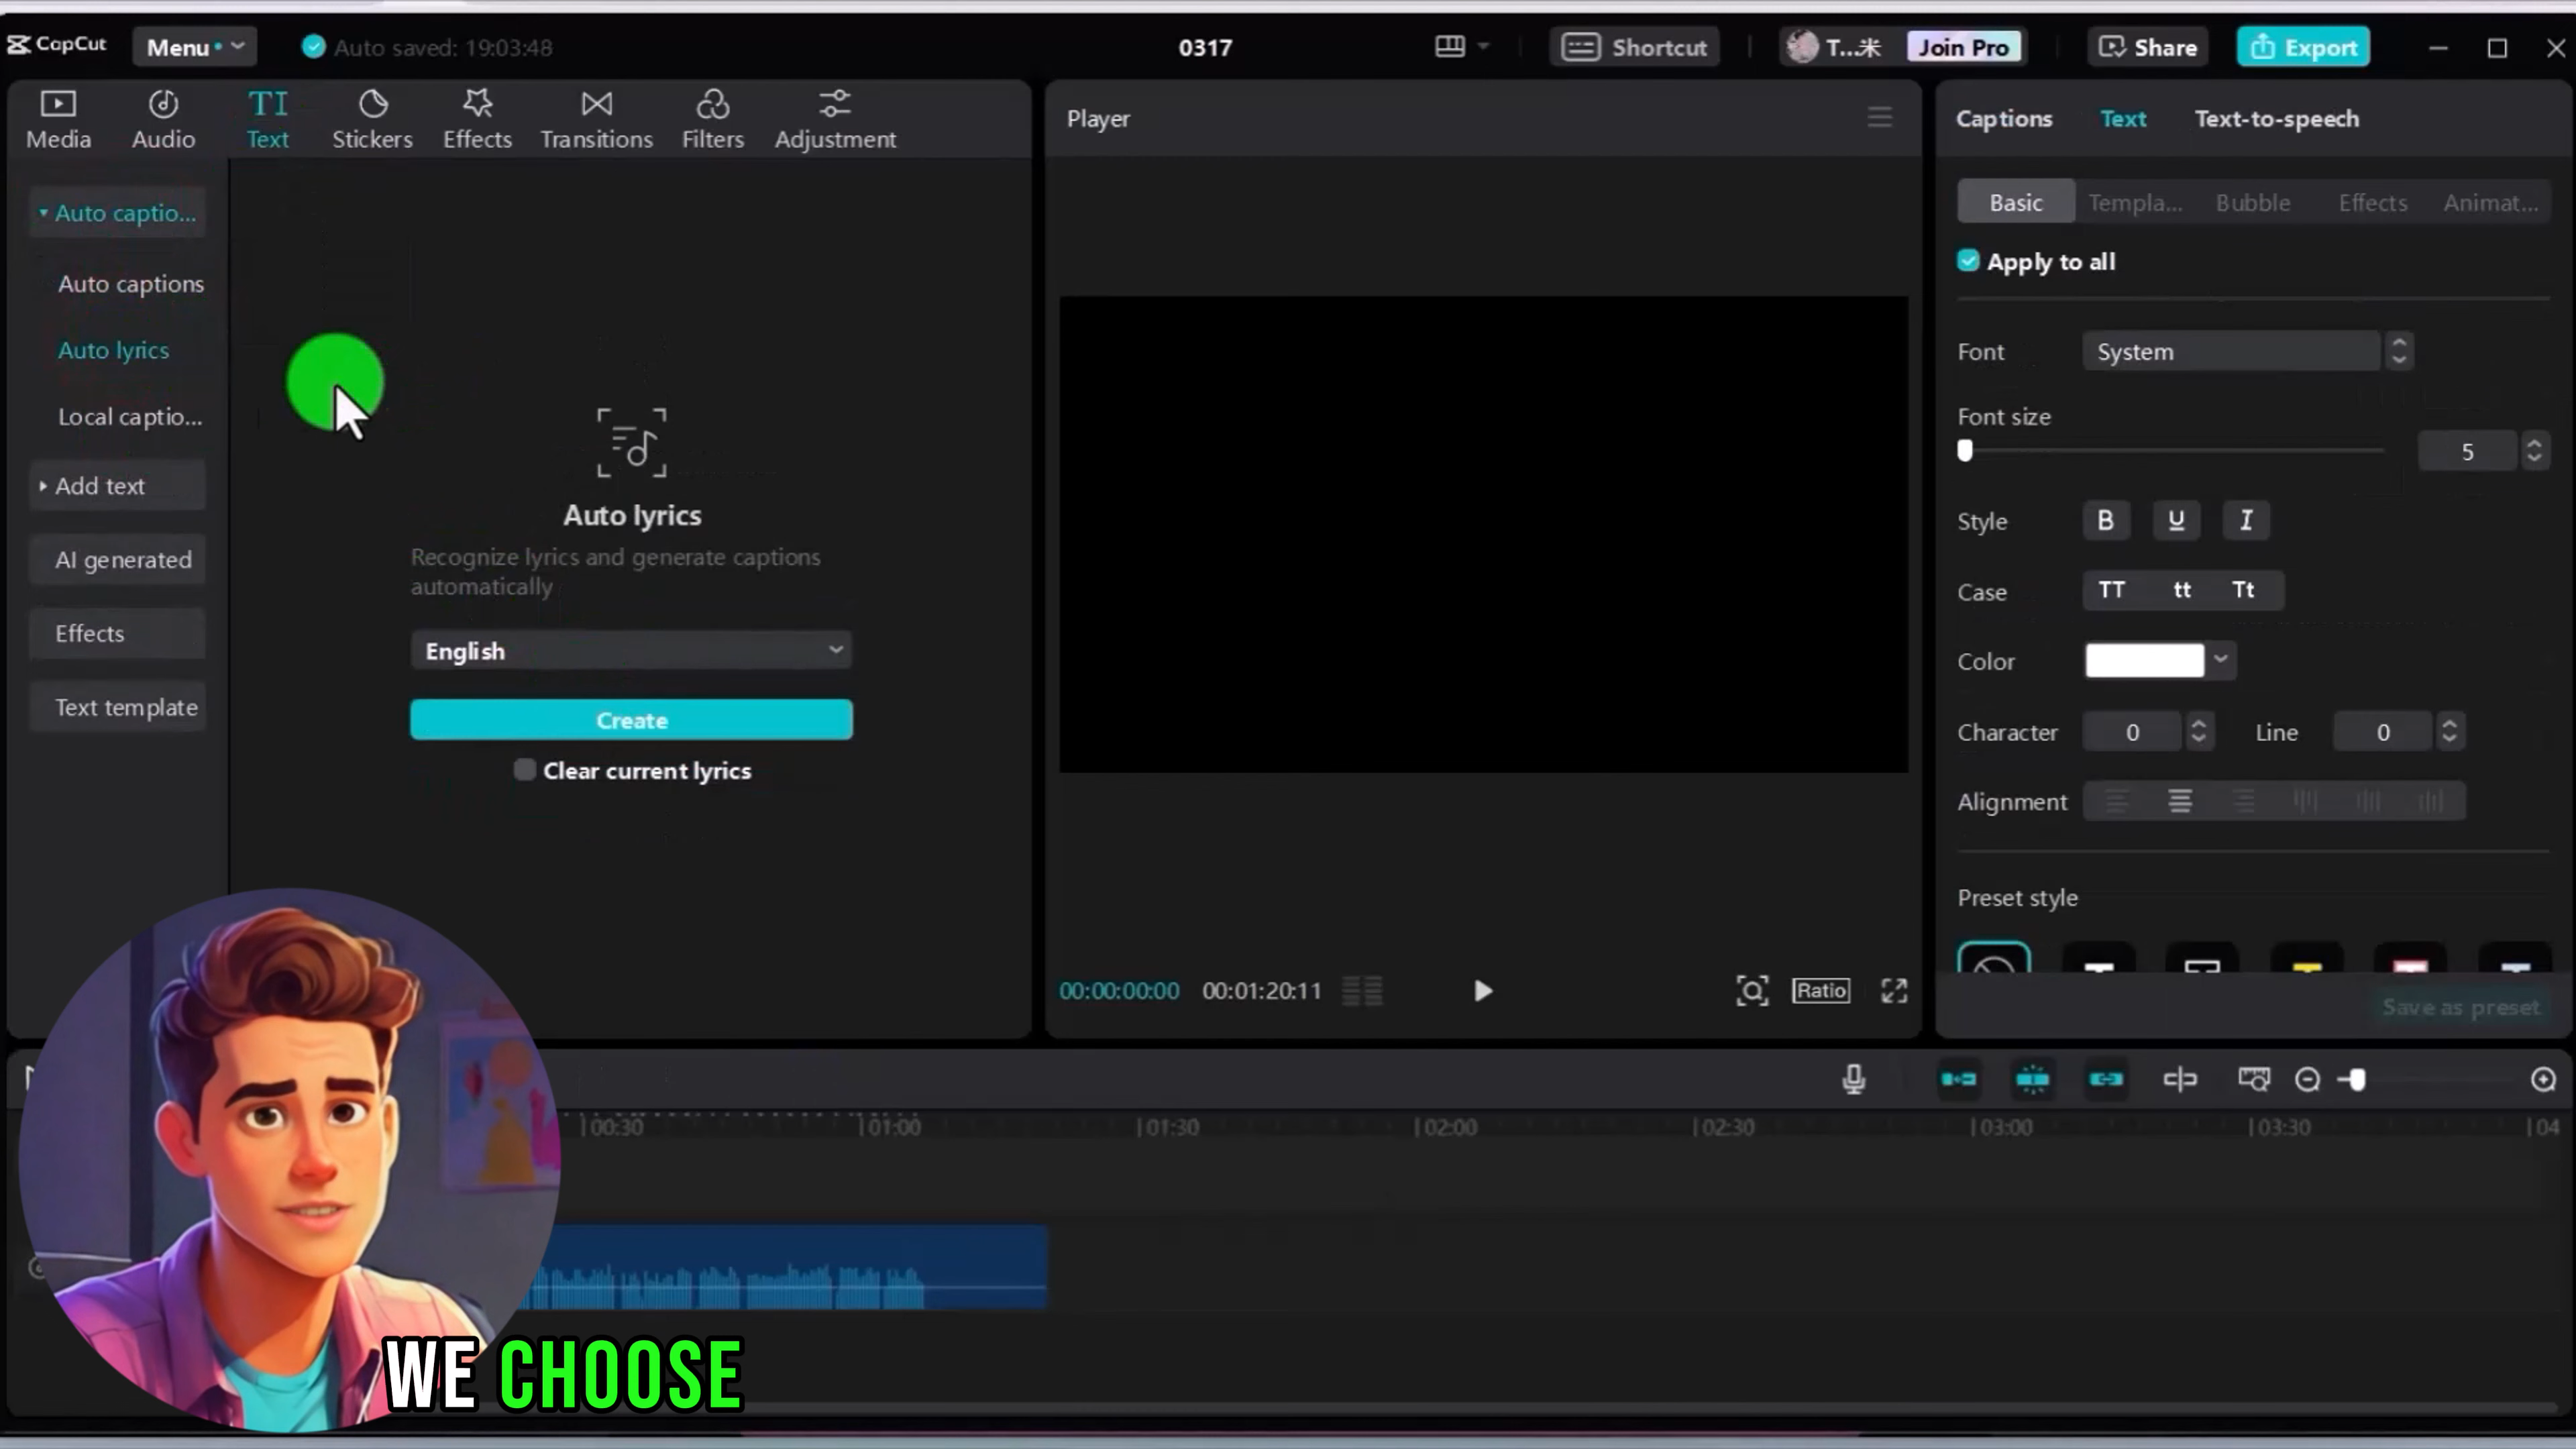 CapCut
Menu
Auto saved: 19:03:48
0317
Shortcut
T...米
Join Pro
Share
Export
Media
Audio
TI
Text
Stickers
Effects
Transitions
Filters
Adjustment
Player
Captions
Text
Text-to-speech
Auto captio...
Auto captions
Auto lyrics
Local captio...
Add text
AI generated
Effects
Text template
Auto lyrics
Recognize lyrics and generate captions
automatically
English
Create
Clear current lyrics
00:00:00:00
00:01:20:11
Ratio
Basic
Templa...
Bubble
Effects
Animat...
Apply to all
Font
System
Font size
5
Style
B
U
I
Case
TT
tt
Tt
Color
Character
0
Line
0
Alignment
Preset style
Save as preset
00:30
01:00
01:30
02:00
02:30
03:00
03:30
04
WE CHOOSE